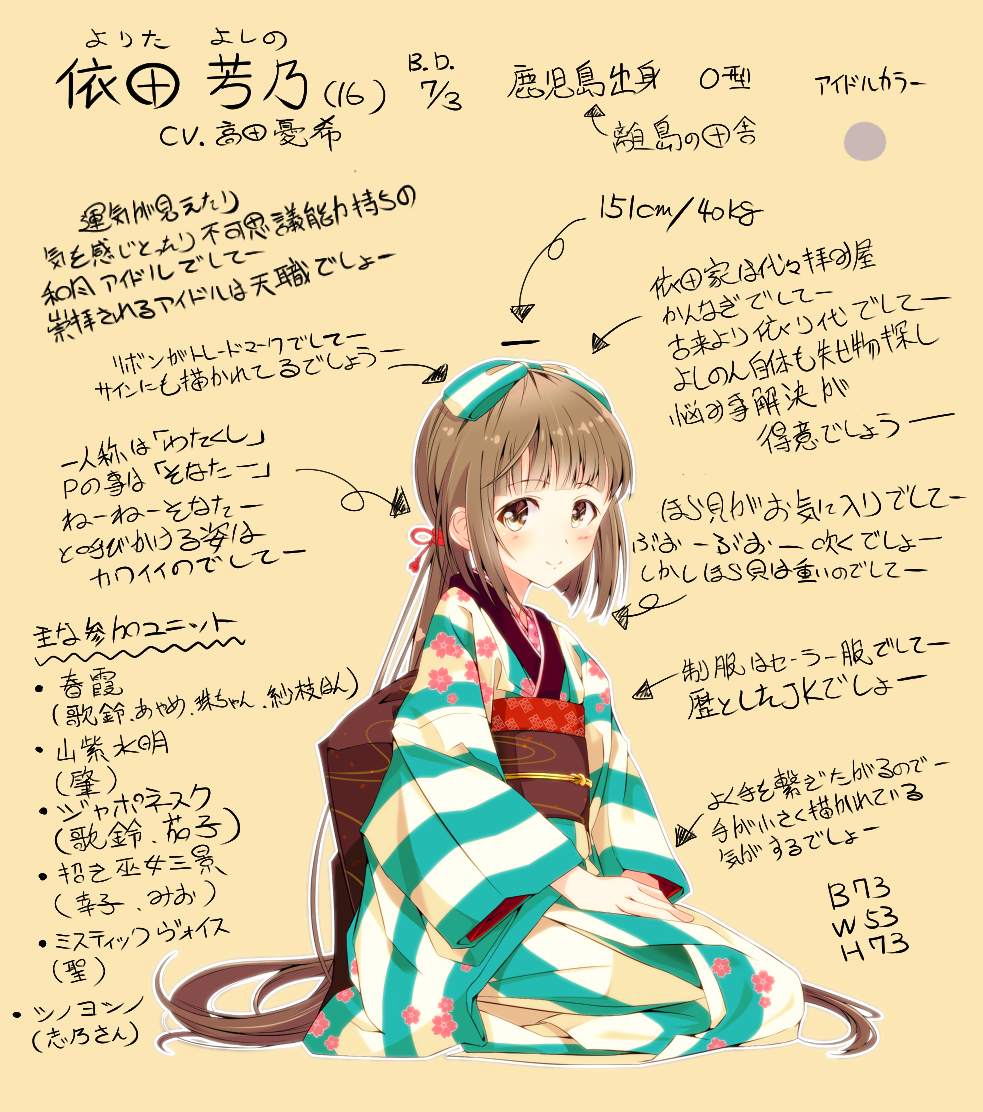 よりた よしの
依田 芳乃(16)
CV. 高田憂希
B.D.
7/3
鹿児島出身 O型
離島の田舎
アイドルカラー
運気が見えたり
気を感じとったり不可思議能力持ちの
和風アイドルでしてー
崇拝されるアイドルは天職でしょー
151cm/40kg
依田家は代々拝み屋
かんなぎでしてー
古来より依り代でしてー
よしのん自体も失せ物探し
悩み事解決が
得意でしょうー
リボンがトレードマークでしてー
サインにも描かれてるでしょうー
一人称は「わたくし」
Pの事は「そなたー」
ねーねーそなたー
と呼びかける姿は
カワイイのでしてー
ほら貝がお気に入りでしてー
ぶおーぶおー吹くでしょー
しかしほら貝は重いのでしてー
制服はセーラー服でしてー
歴としたJKでしょー
よく手を繋ぎたがるのでー
手が小さく描かれている
気がするでしょー
B73
W53
H73
主な参加ユニット
・春霞
(歌鈴、あやめ、珠ちゃん、紗枝はん)
・山紫水明
(肇)
・ジャポネスク
(歌鈴、茄子)
・招き巫女三景
(幸子、みお)
・ミスティックヴォイス
(聖)
・ツノヨシノ
(志乃さん)